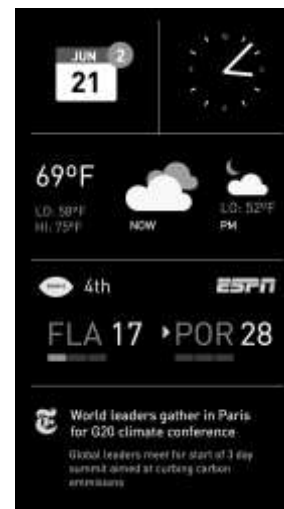 JUN
2
21
69°F
LO: 58°F
HI: 75°F
NOW
LO: 52°F
PM
4th
ESPN
FLA 17
POR 28
T
World leaders gather in Paris
for G20 climate conference
Global leaders meet for start of 3 day
summit aimed at curbing carbon
emmissions